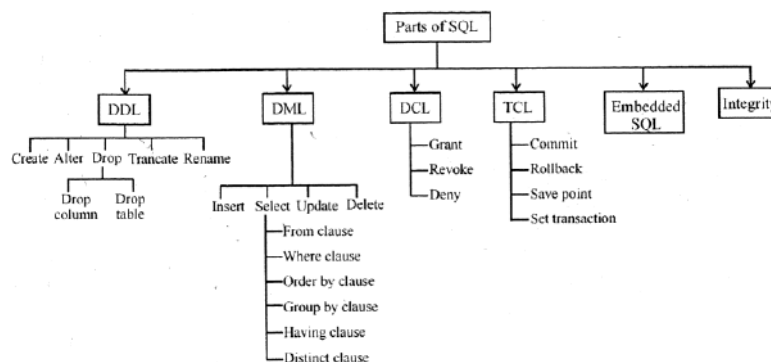 Parts of SQL
DDL
DML
DCL
TCL
Embedded
SQL
Integrity
Create
Alter
Drop
Trancate
Rename
Drop
column
Drop
table
Insert
Select
Update
Delete
From clause
Where clause
Order by clause
Group by clause
Having clause
Distinct clause
Grant
Revoke
Deny
Commit
Rollback
Save point
Set transaction